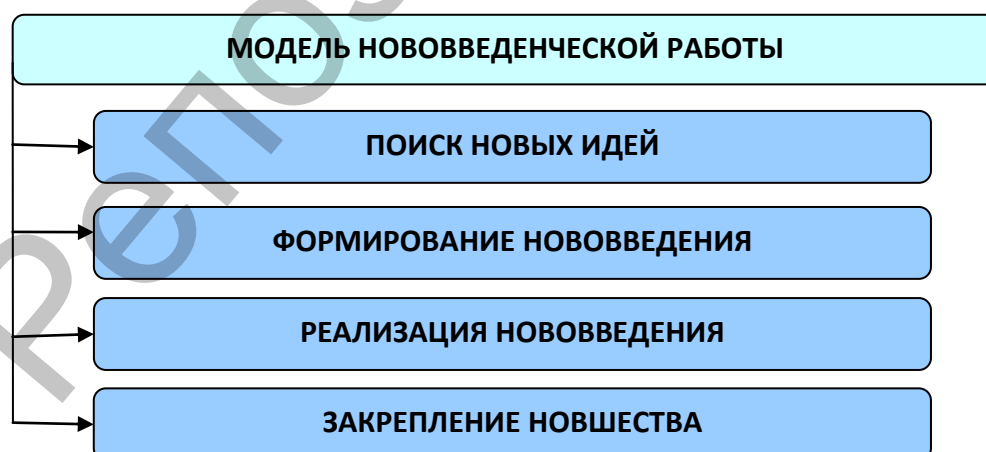 МОДЕЛЬ НОВОВВЕДЕНЧЕСКОЙ РАБОТЫ
ПОИСК НОВЫХ ИДЕЙ
ФОРМИРОВАНИЕ НОВОВВЕДЕНИЯ
РЕАЛИЗАЦИЯ НОВОВВЕДЕНИЯ
ЗАКРЕПЛЕНИЕ НОВШЕСТВА